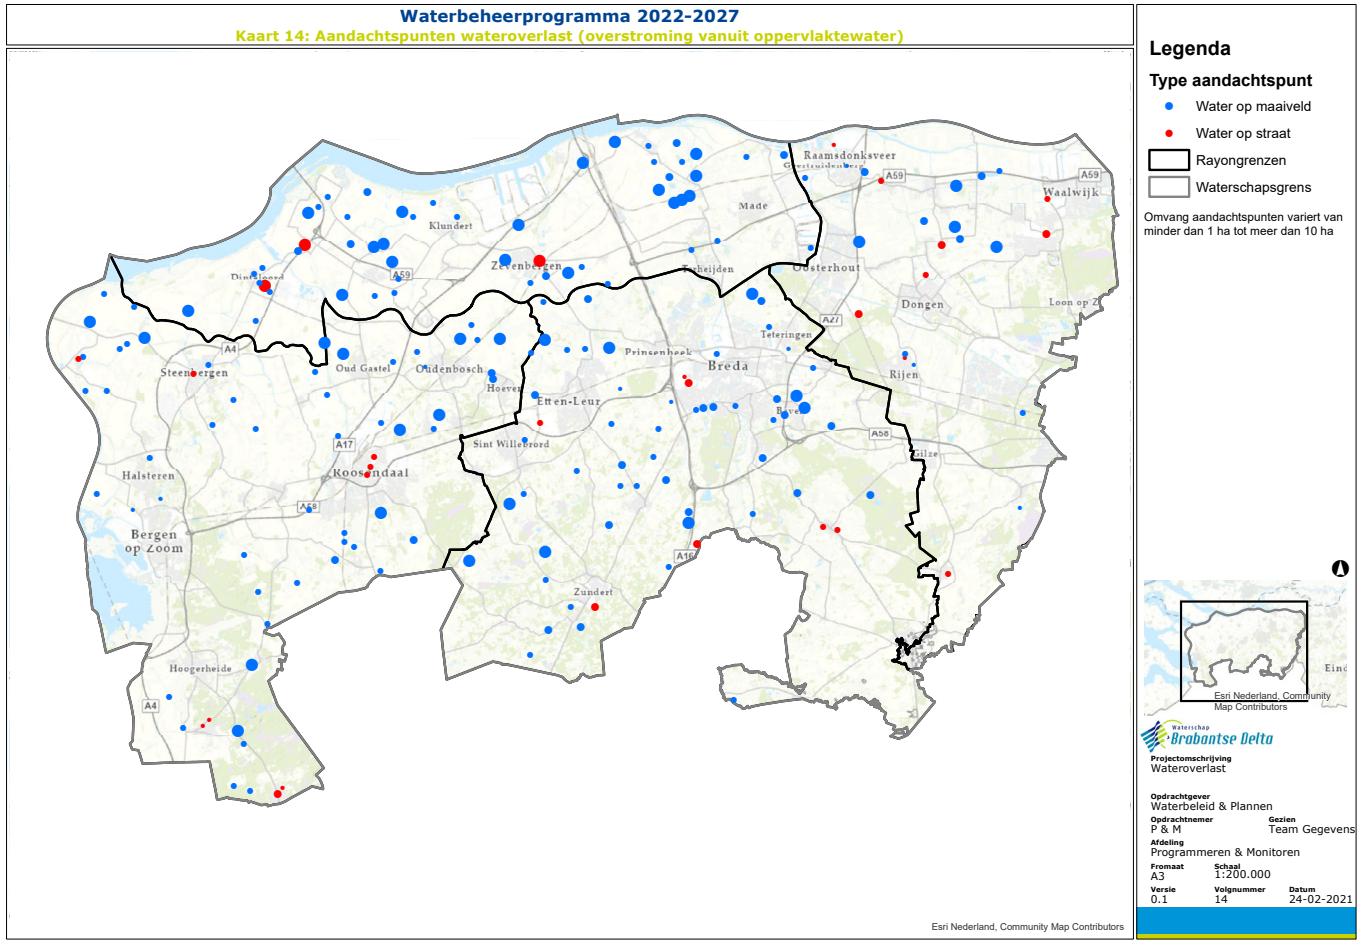 Waterbeheerprogramma 2022-2027
Kaart 14: Aandachtspunten wateroverlast (overstroming vanuit oppervlaktewater)
Raamsdonksveer
Geertruidenberg
A59
A59
Waalwijk
Made
Klundert
Zevenbergen
Terheijden
Oosterhout
Dinteloord
A59
Dongen
Loon op Z
A27
Teteringen
A4
Steenbergen
Oud Gastel
Oudenbosch
Prinsenbeek
Breda
Rijen
Hoeven
Etten-Leur
Bavel
A17
Sint Willebrord
A58
Gilze
Halsteren
Roosendaal
A58
Bergen
op Zoom
A16
Zundert
Hoogerheide
A4
Esri Nederland, Community Map Contributors
Legenda
Type aandachtspunt
Water op maaiveld
Water op straat
Rayongrenzen
Waterschapsgrens
Omvang aandachtspunten variert van
minder dan 1 ha tot meer dan 10 ha
Eind
Esri Nederland, Community
Map Contributors
Waterschap
Brabantse Delta
Projectomschrijving
Wateroverlast
Opdrachtgever
Waterbeleid & Plannen
Opdrachtnemer Gezien
P & M Team Gegevens
Afdeling
Programmeren & Monitoren
Fromaat Schaal
A3 1:200.000
Versie Volgnummer Datum
0.1 14 24-02-2021